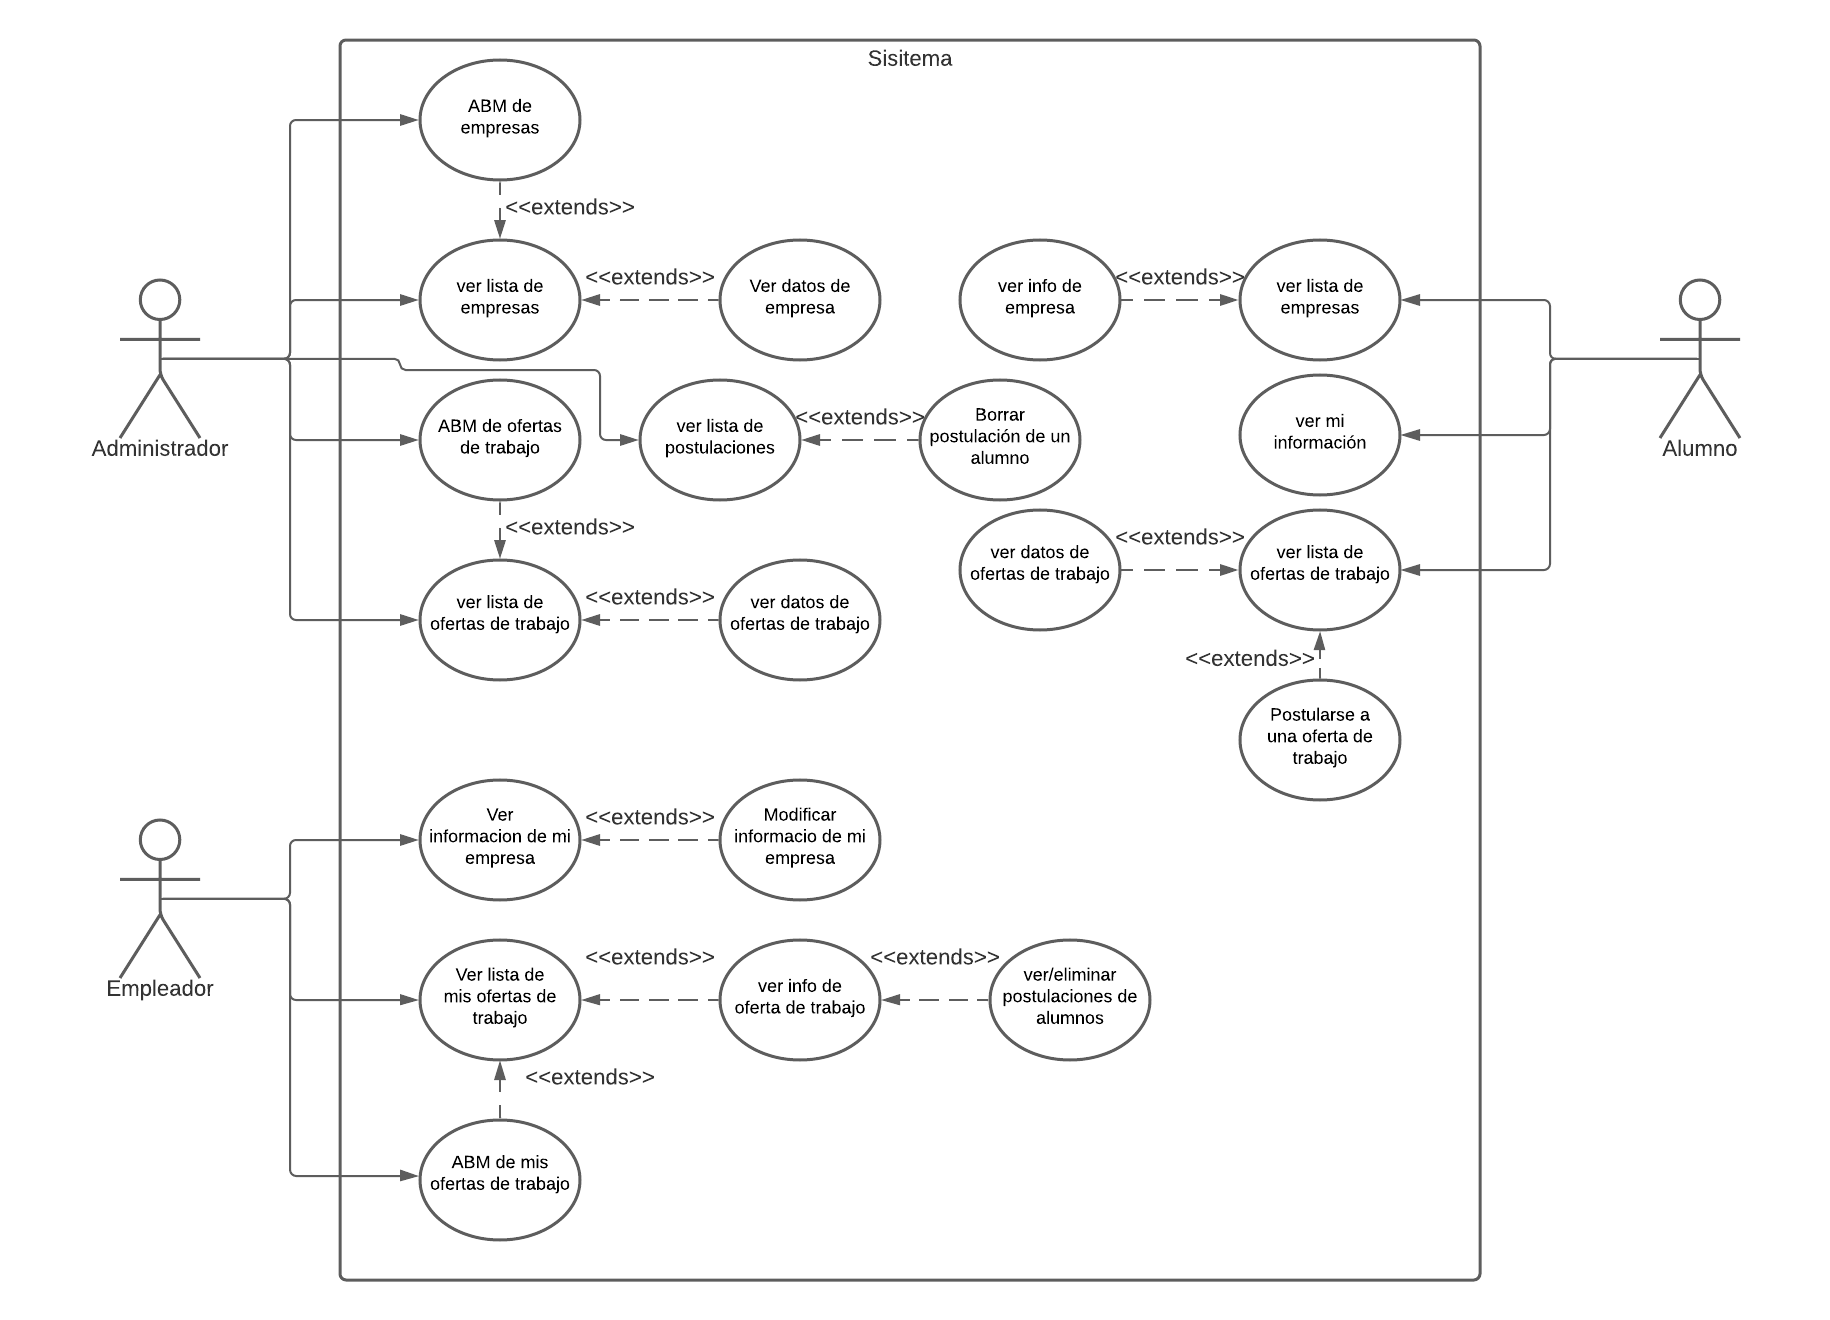 Sisitema
ABM de
empresas
<<extends>>
ver lista de
empresas
<<extends>>
Ver datos de
empresa
ver info de
empresa
<<extends>>
ver lista de
empresas
Administrador
ABM de ofertas
de trabajo
ver lista de
postulaciones
<<extends>>
Borrar
postulación de un
alumno
ver mi
información
Alumno
<<extends>>
ver datos de
ofertas de trabajo
<<extends>>
ver lista de
ofertas de trabajo
ver lista de
ofertas de trabajo
<<extends>>
ver datos de
ofertas de trabajo
<<extends>>
Postularse a
una oferta de
trabajo
Ver
informacion de mi
empresa
<<extends>>
Modificar
informacio de mi
empresa
Empleador
Ver lista de
mis ofertas de
trabajo
<<extends>>
ver info de
oferta de trabajo
<<extends>>
ver/eliminar
postulaciones de
alumnos
<<extends>>
ABM de mis
ofertas de trabajo